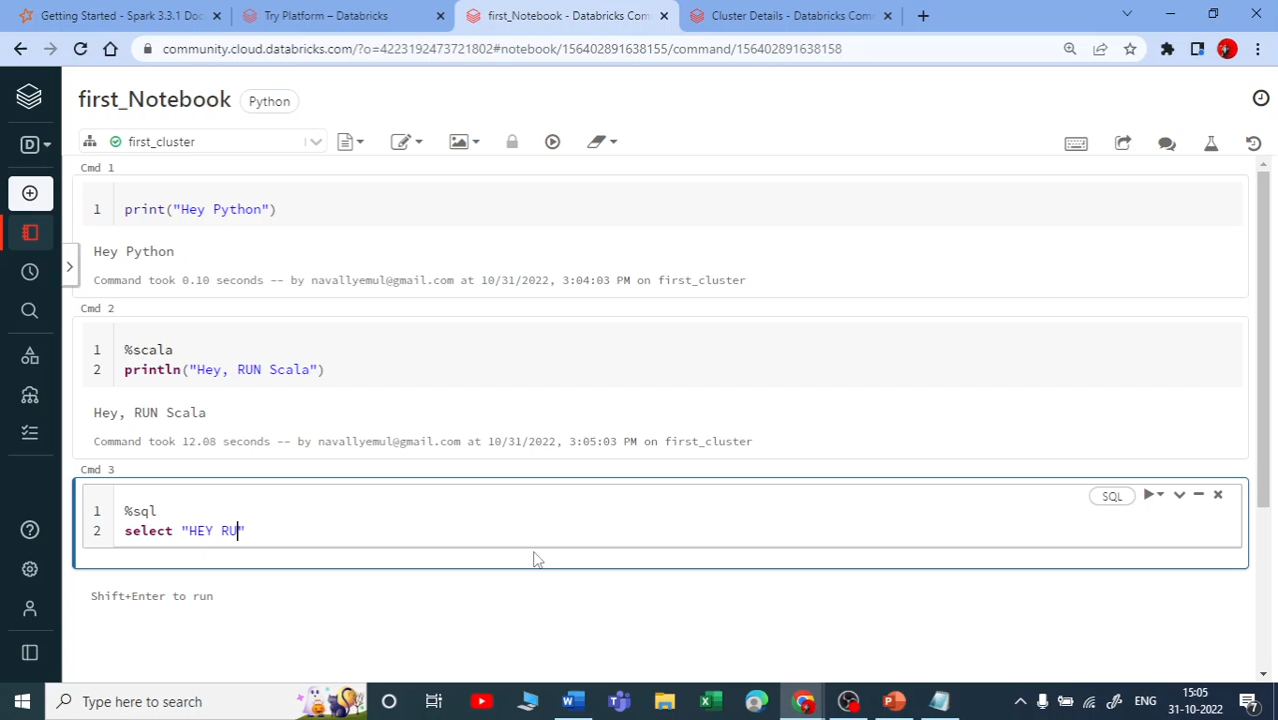 Getting Started - Spark 3.3.1 Doc
Try Platform – Databricks
first_Notebook - Databricks Com
Cluster Details - Databricks Com
community.cloud.databricks.com/?o=4223192473721802#notebook/156402891638155/command/156402891638158
first_Notebook
Python
D
first_cluster
Cmd 1
1 print("Hey Python")
Hey Python
Command took 0.10 seconds -- by navallyemul@gmail.com at 10/31/2022, 3:04:03 PM on first_cluster
Cmd 2
1 %scala
2 println("Hey, RUN Scala")
Hey, RUN Scala
Command took 12.08 seconds -- by navallyemul@gmail.com at 10/31/2022, 3:05:03 PM on first_cluster
Cmd 3
SQL
1 %sql
2 select "HEY RU"
Shift+Enter to run
Type here to search
ENG
15:05
31-10-2022
7